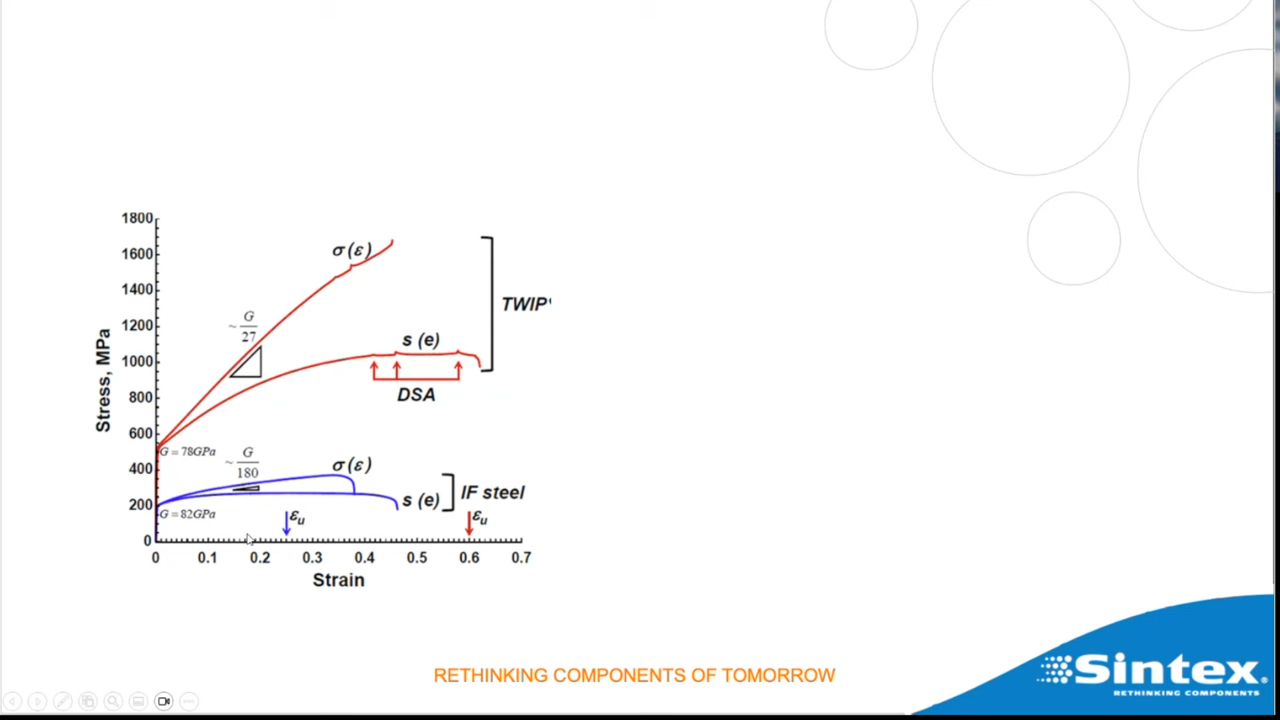 1800
1600
1400
1200
1000
800
600
400
200
0
Stress, MPa
0 0.1 0.2 0.3 0.4 0.5 0.6 0.7
Strain
σ(ε)
~ G
27
s (e)
DSA
TWIP
G = 78GPa
~ G
180
σ(ε)
s (e)
IF steel
G = 82GPa
εu
εu
RETHINKING COMPONENTS OF TOMORROW
Sintex®
RETHINKING COMPONENTS